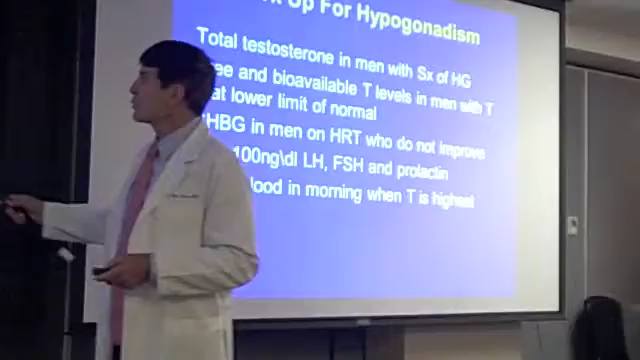 Up For Hypogonadism
Total testosterone in men with Sx of HG
and bioavailable T levels in men with T
at lower limit of normal
HBG in men on HRT who do not improve
100ng\dl LH, FSH and prolactin
in morning when T is highest